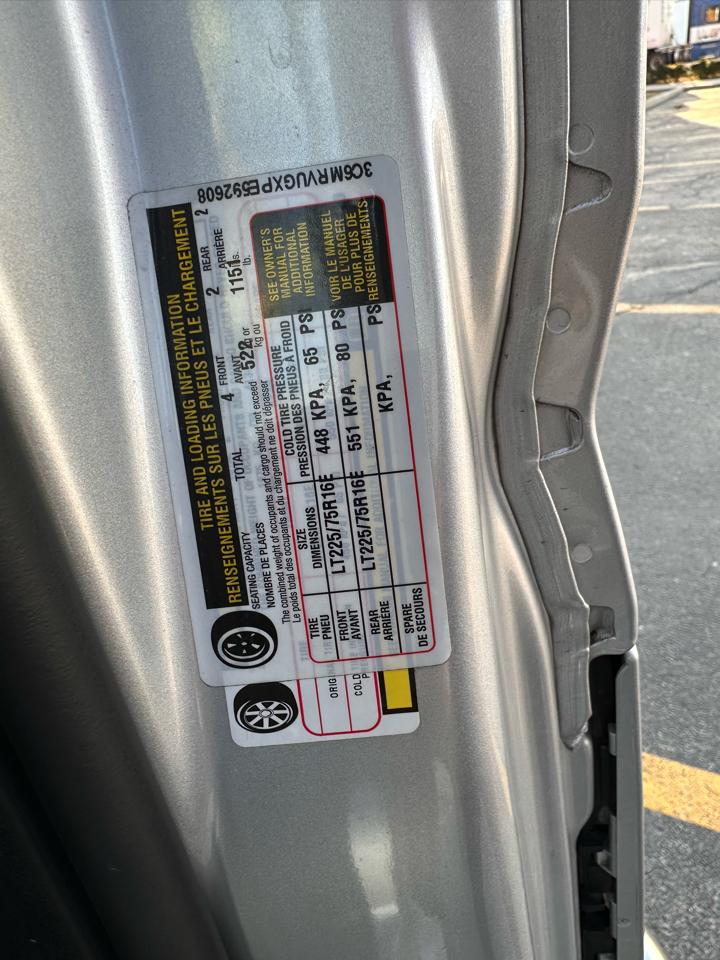 3C6MRVUGXPE592608
TIRE AND LOADING INFORMATION
RENSEIGNEMENTS SUR LES PNEUS ET LE CHARGEMENT
SEATING CAPACITY
NOMBRE DE PLACES
TOTAL 4
FRONT
AVANT 2
REAR
ARRIÈRE 2
The combined weight of occupants and cargo should not exceed 522 kg or 1151 lbs.
Le poids total des occupants et du chargement ne doit dépasser kg ou lb.
TIRE
PNEU
SIZE
DIMENSIONS
COLD TIRE PRESSURE
PRESSION DES PNEUS À FROID
FRONT
AVANT
LT225/75R16E 448 KPA, 65 PSI
REAR
ARRIÈRE
LT225/75R16E 551 KPA, 80 PSI
SPARE
DE SECOURS
KPA, PSI
SEE OWNER'S
MANUAL FOR
ADDITIONAL
INFORMATION
VOIR LE MANUEL
DE L'USAGER
POUR PLUS DE
RENSEIGNEMENTS
TIRE
COLD